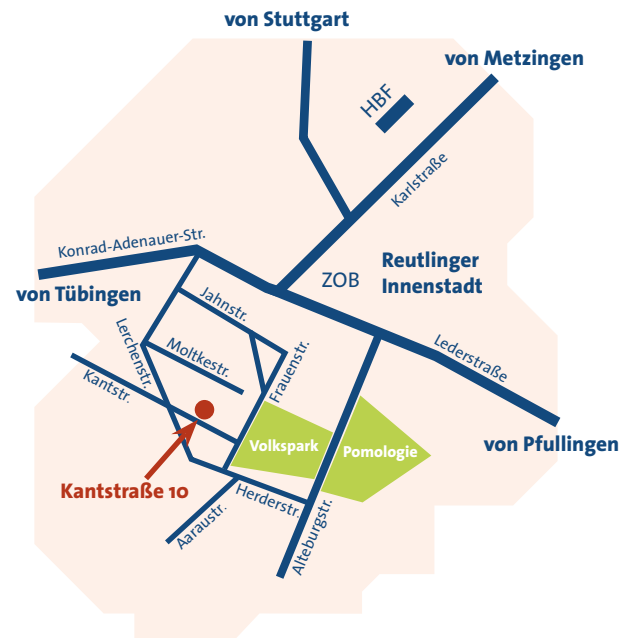 von Stuttgart
von Metzingen
HBF
Karlstraße
Konrad-Adenauer-Str.
Reutlinger
Innenstadt
ZOB
von Tübingen
Jahnstr.
Lerchenstr.
Moltkestr.
Frauenstr.
Lederstraße
Kantstr.
Volkspark
Pomologie
von Pfullingen
Kantstraße 10
Herderstr.
Aaraustr.
Alteburgstr.